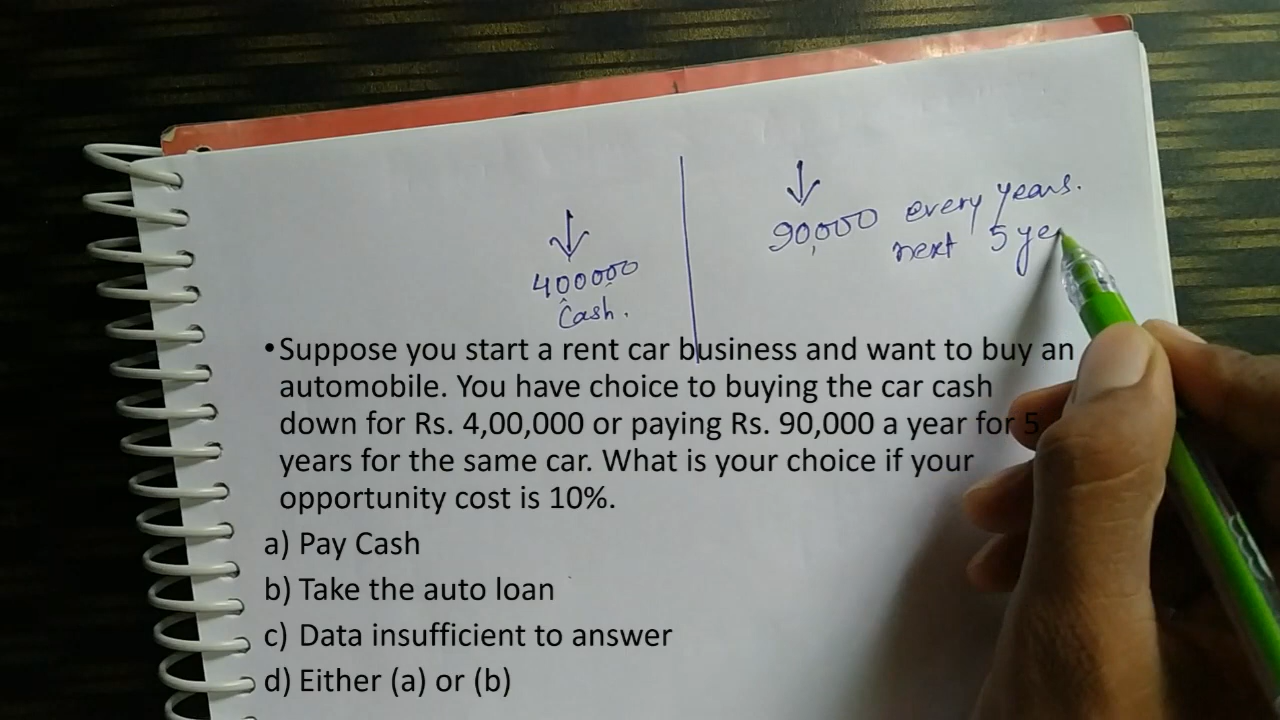 90,000 every years.
next 5 ye
400000
Cash.
•Suppose you start a rent car business and want to buy an
automobile. You have choice to buying the car cash
down for Rs. 4,00,000 or paying Rs. 90,000 a year for 5
years for the same car. What is your choice if your
opportunity cost is 10%.
a) Pay Cash
b) Take the auto loan
c) Data insufficient to answer
d) Either (a) or (b)